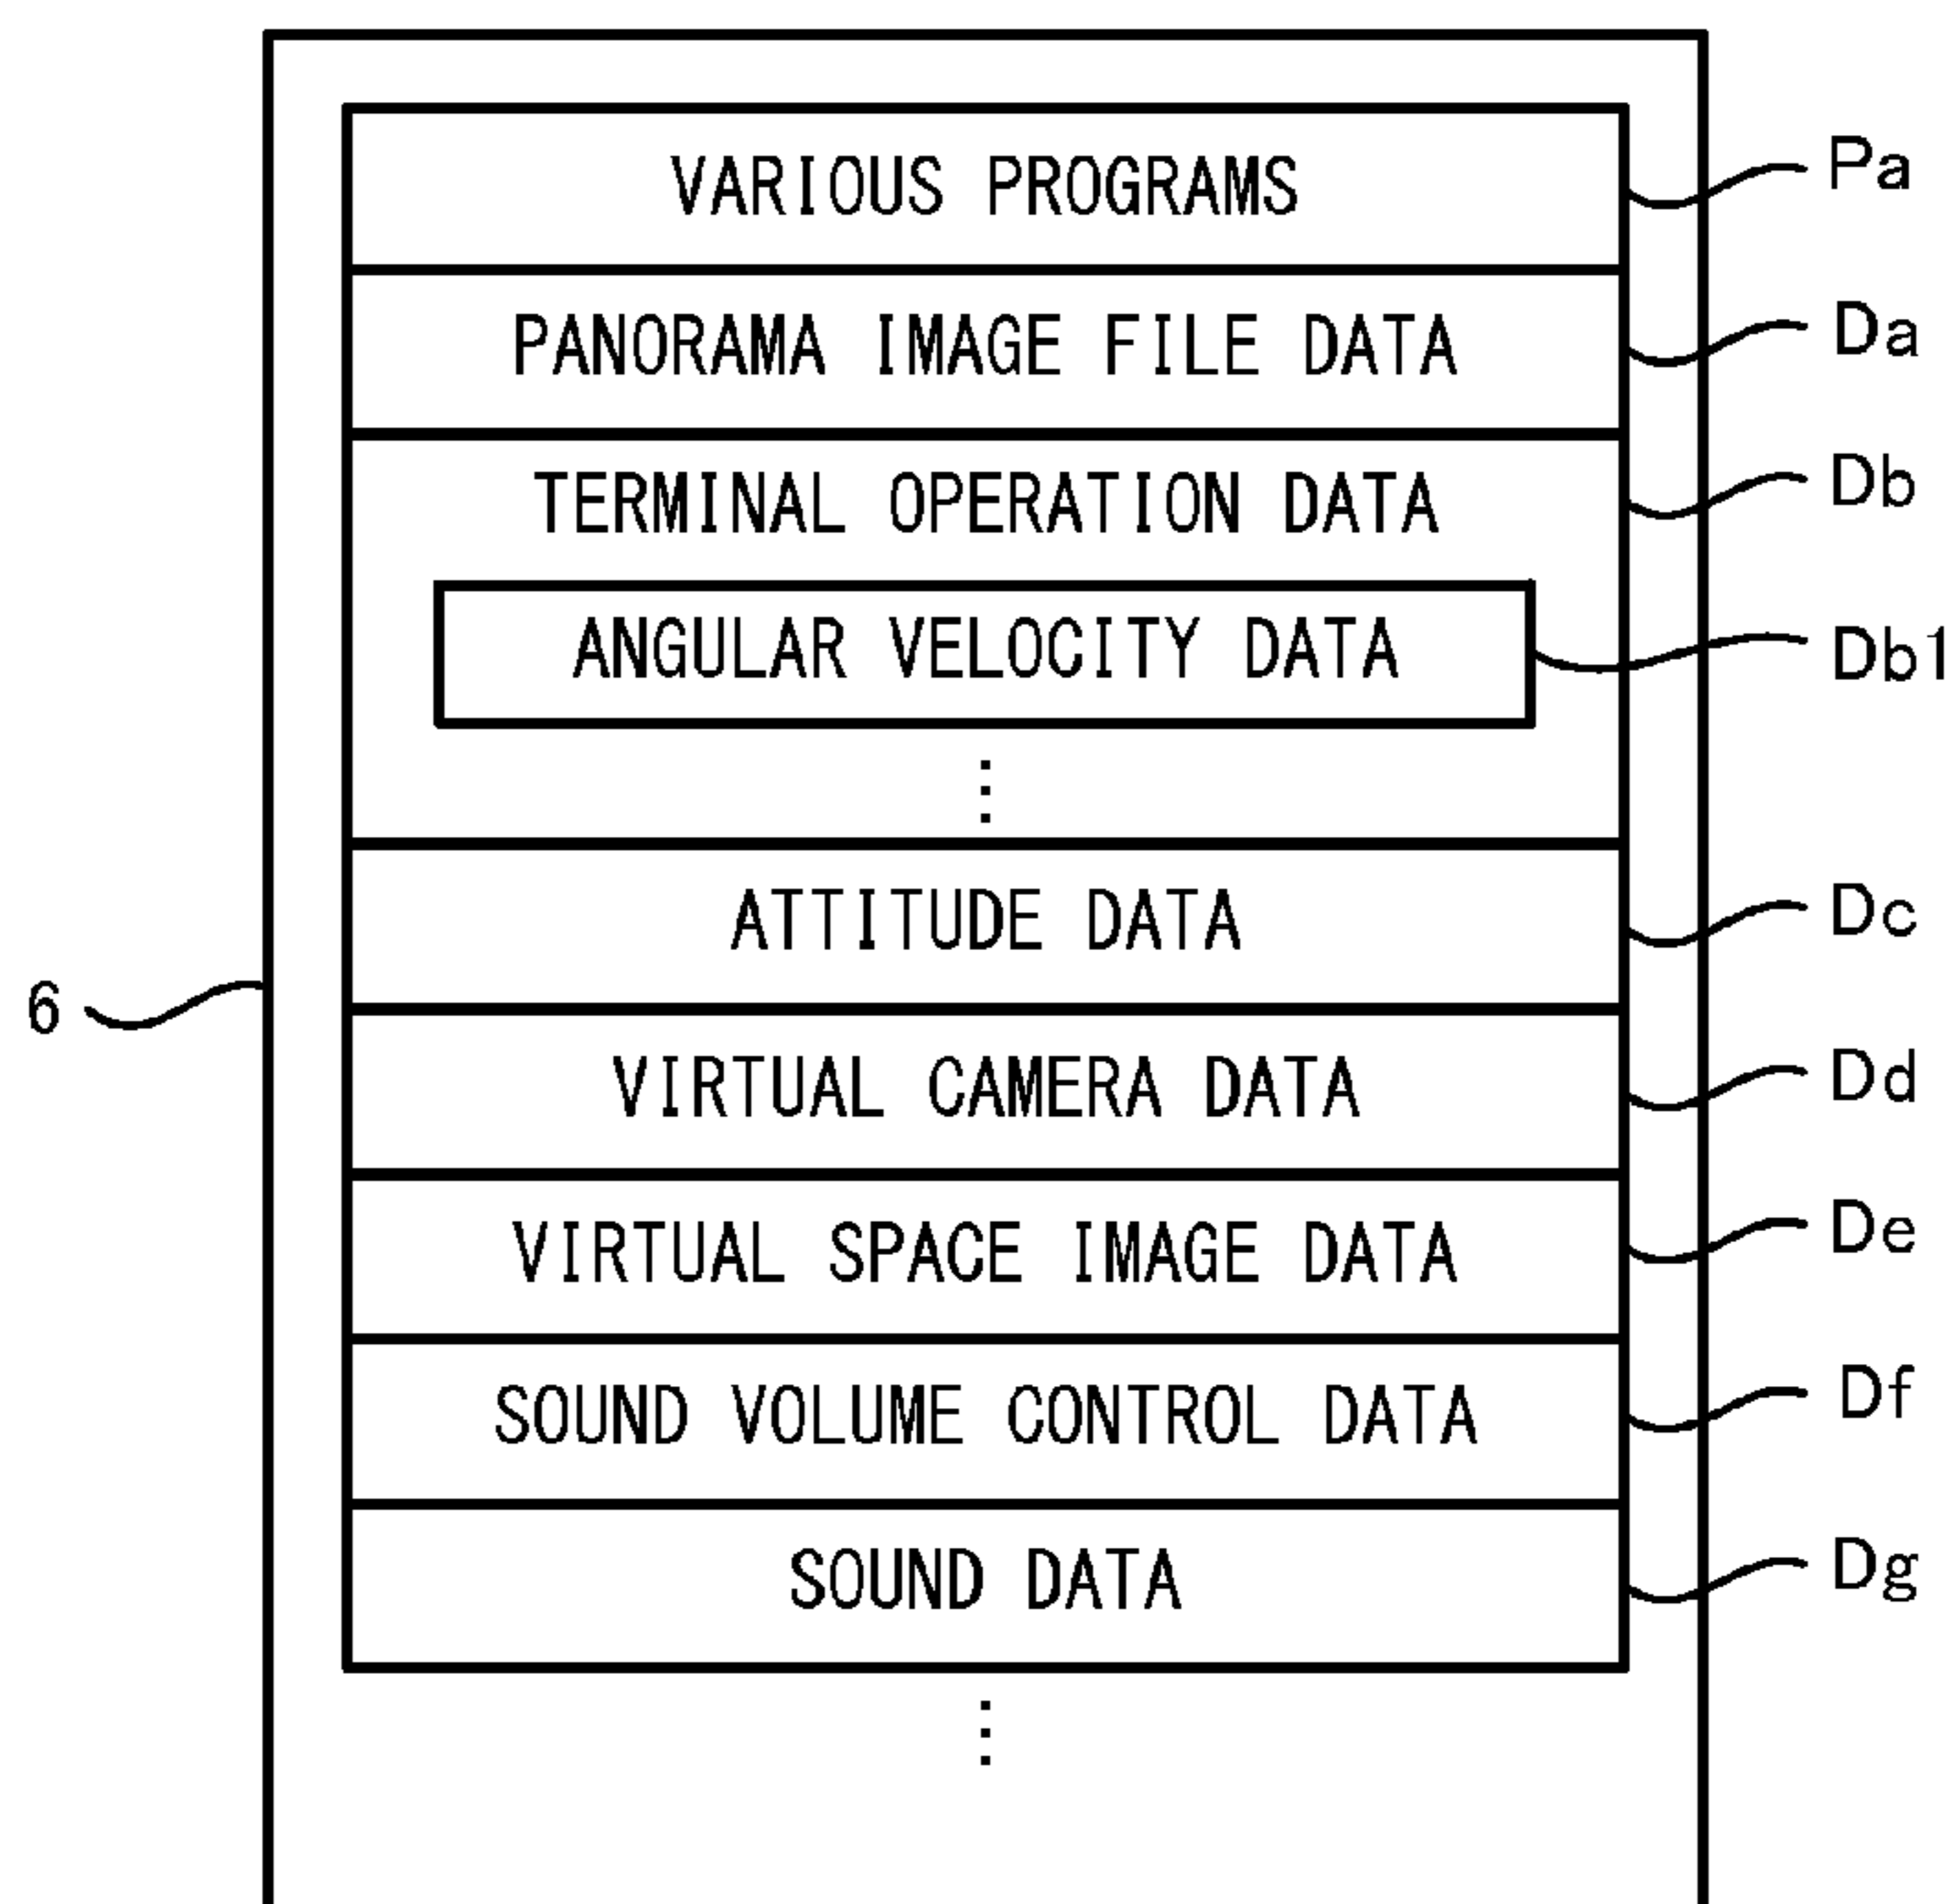 VARIOUS PROGRAMS Pa
PANORAMA IMAGE FILE DATA Da
TERMINAL OPERATION DATA Db
ANGULAR VELOCITY DATA Db1
ATTITUDE DATA Dc
6
VIRTUAL CAMERA DATA Dd
VIRTUAL SPACE IMAGE DATA De
SOUND VOLUME CONTROL DATA Df
SOUND DATA Dg